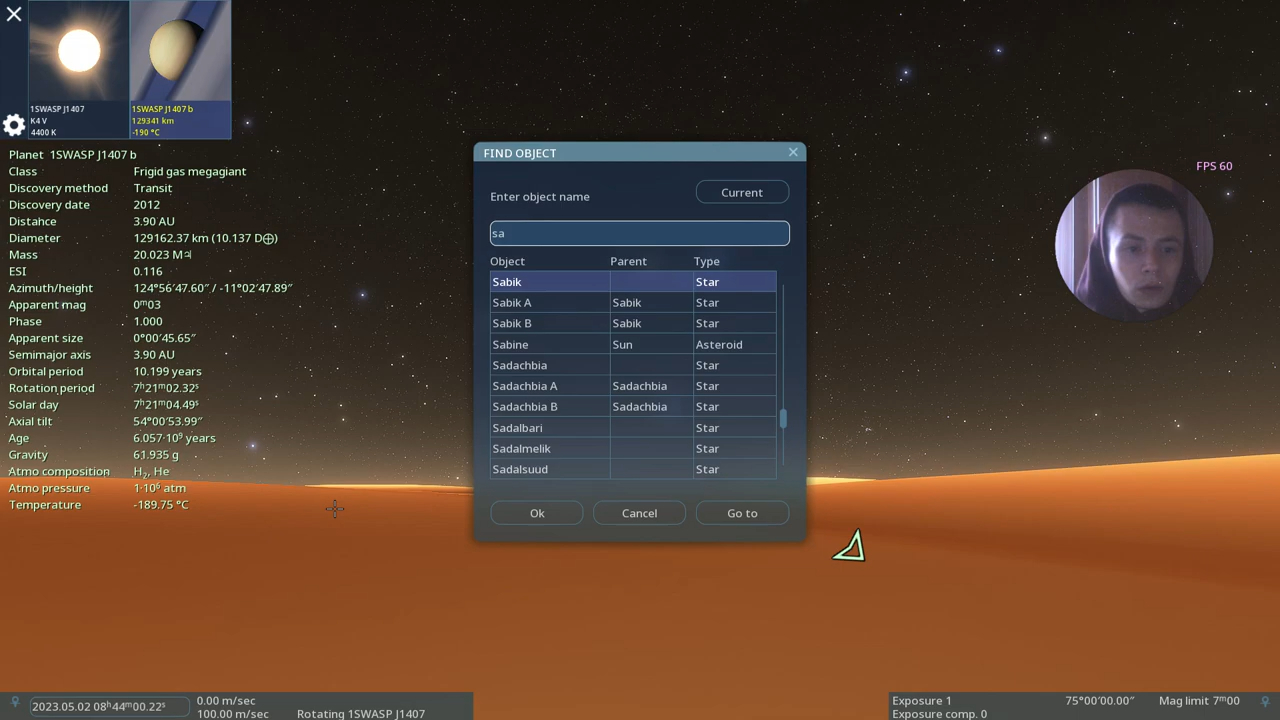 1SWASP J1407
K4 V
4400 K
1SWASP J1407 b
129341 km
-190 °C
Planet 1SWASP J1407 b
Class Frigid gas megagiant
Discovery method Transit
Discovery date 2012
Distance 3.90 AU
Diameter 129162.37 km (10.137 D⊕)
Mass 20.023 M♃
ESI 0.116
Azimuth/height 124°56′47.60″ / -11°02′47.89″
Apparent mag 0ᵐ03
Phase 1.000
Apparent size 0°00′45.65″
Semimajor axis 3.90 AU
Orbital period 10.199 years
Rotation period 7ʰ21ᵐ02.32ˢ
Solar day 7ʰ21ᵐ04.49ˢ
Axial tilt 54°00′53.99″
Age 6.057·10⁹ years
Gravity 61.935 g
Atmo composition H₂, He
Atmo pressure 1·10⁶ atm
Temperature -189.75 °C
FIND OBJECT
Enter object name Current
sa
Object Parent Type
Sabik Star
Sabik A Sabik Star
Sabik B Sabik Star
Sabine Sun Asteroid
Sadachbia Star
Sadachbia A Sadachbia Star
Sadachbia B Sadachbia Star
Sadalbari Star
Sadalmelik Star
Sadalsuud Star
Ok Cancel Go to
FPS 60
2023.05.02 08ʰ44ᵐ00.22ˢ
0.00 m/sec
100.00 m/sec Rotating 1SWASP J1407
Exposure 1 75°00′00.00″ Mag limit 7ᵐ00
Exposure comp. 0